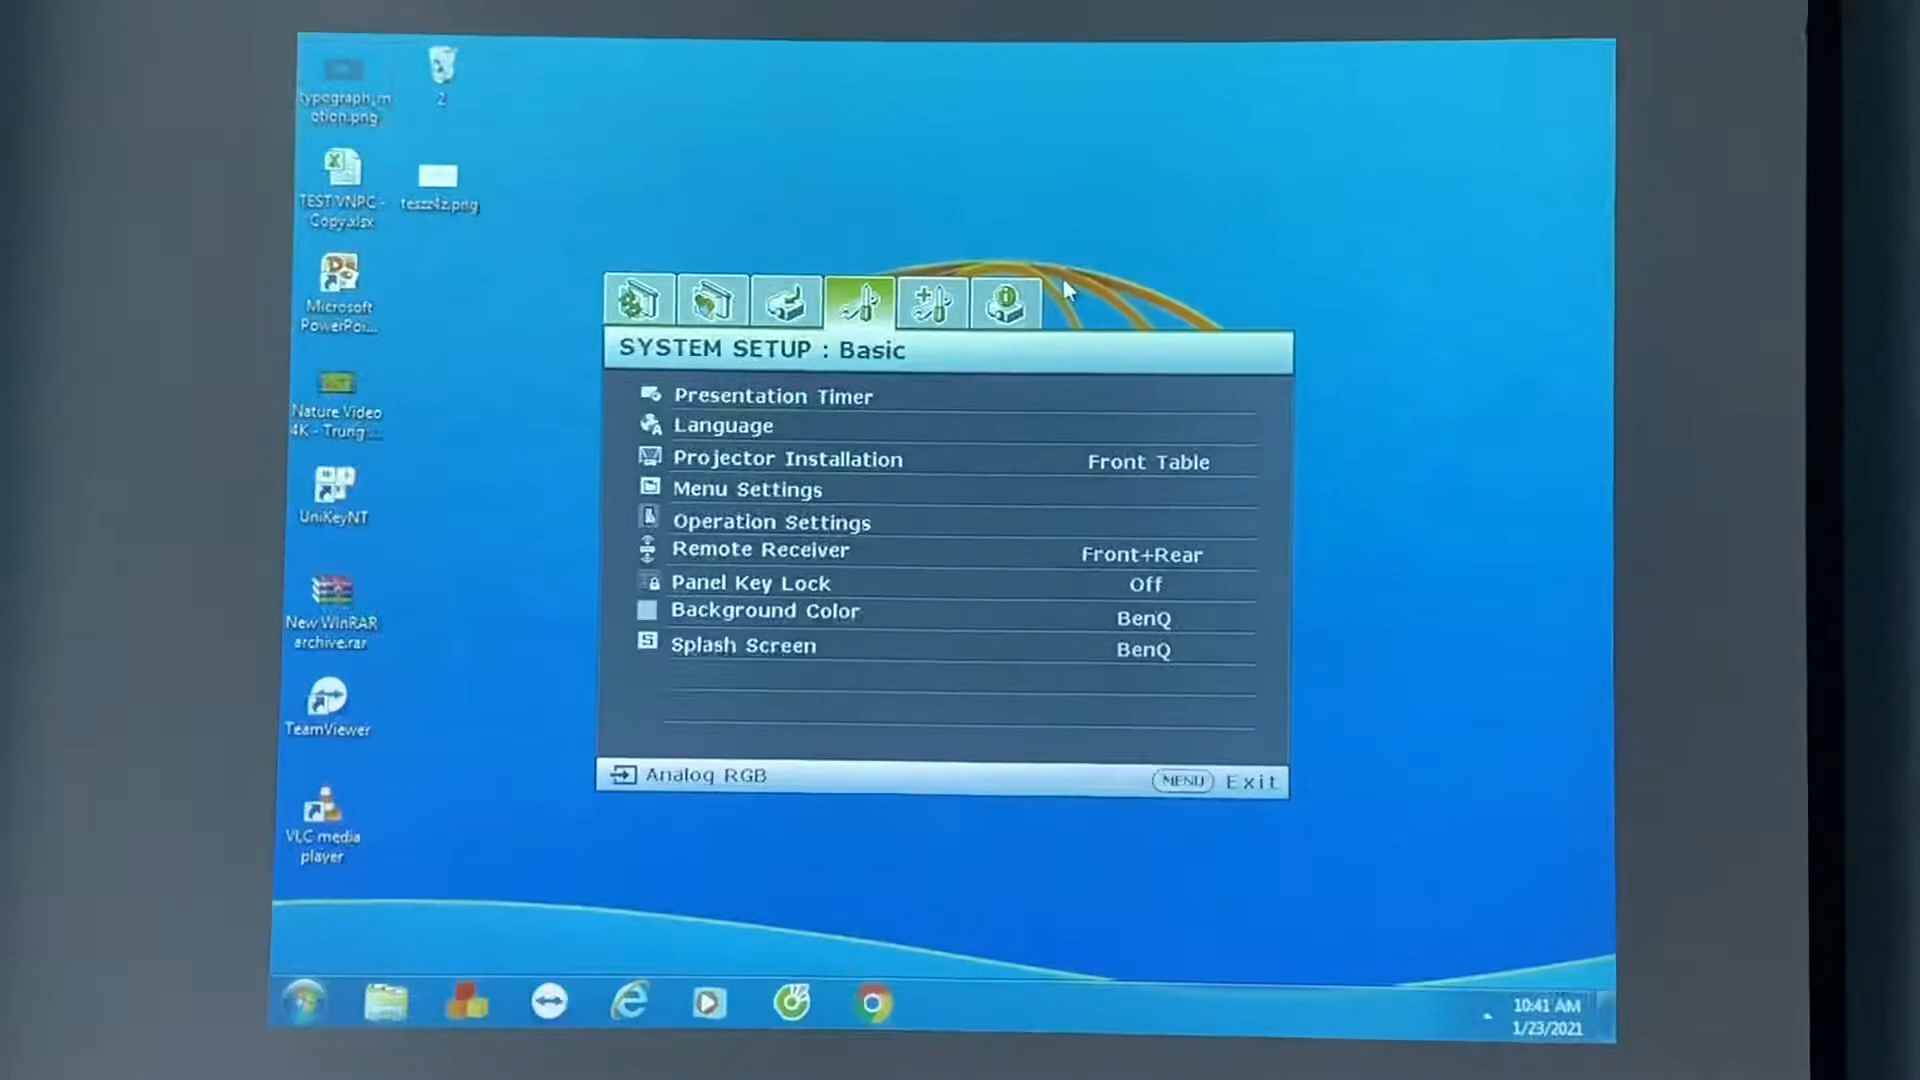 typograph_m
otion.png
2
TEST VNPC -
Copy.xlsx
Microsoft
PowerPoi...
Nature Video
4K - Trung ...
UniKeyNT
New WinRAR
archive.rar
TeamViewer
VLC media
player
SYSTEM SETUP : Basic
Presentation Timer
Language
Projector Installation Front Table
Menu Settings
Operation Settings
Remote Receiver Front+Rear
Panel Key Lock Off
Background Color BenQ
Splash Screen BenQ
Analog RGB MENU Exit
10:41 AM
1/23/2021